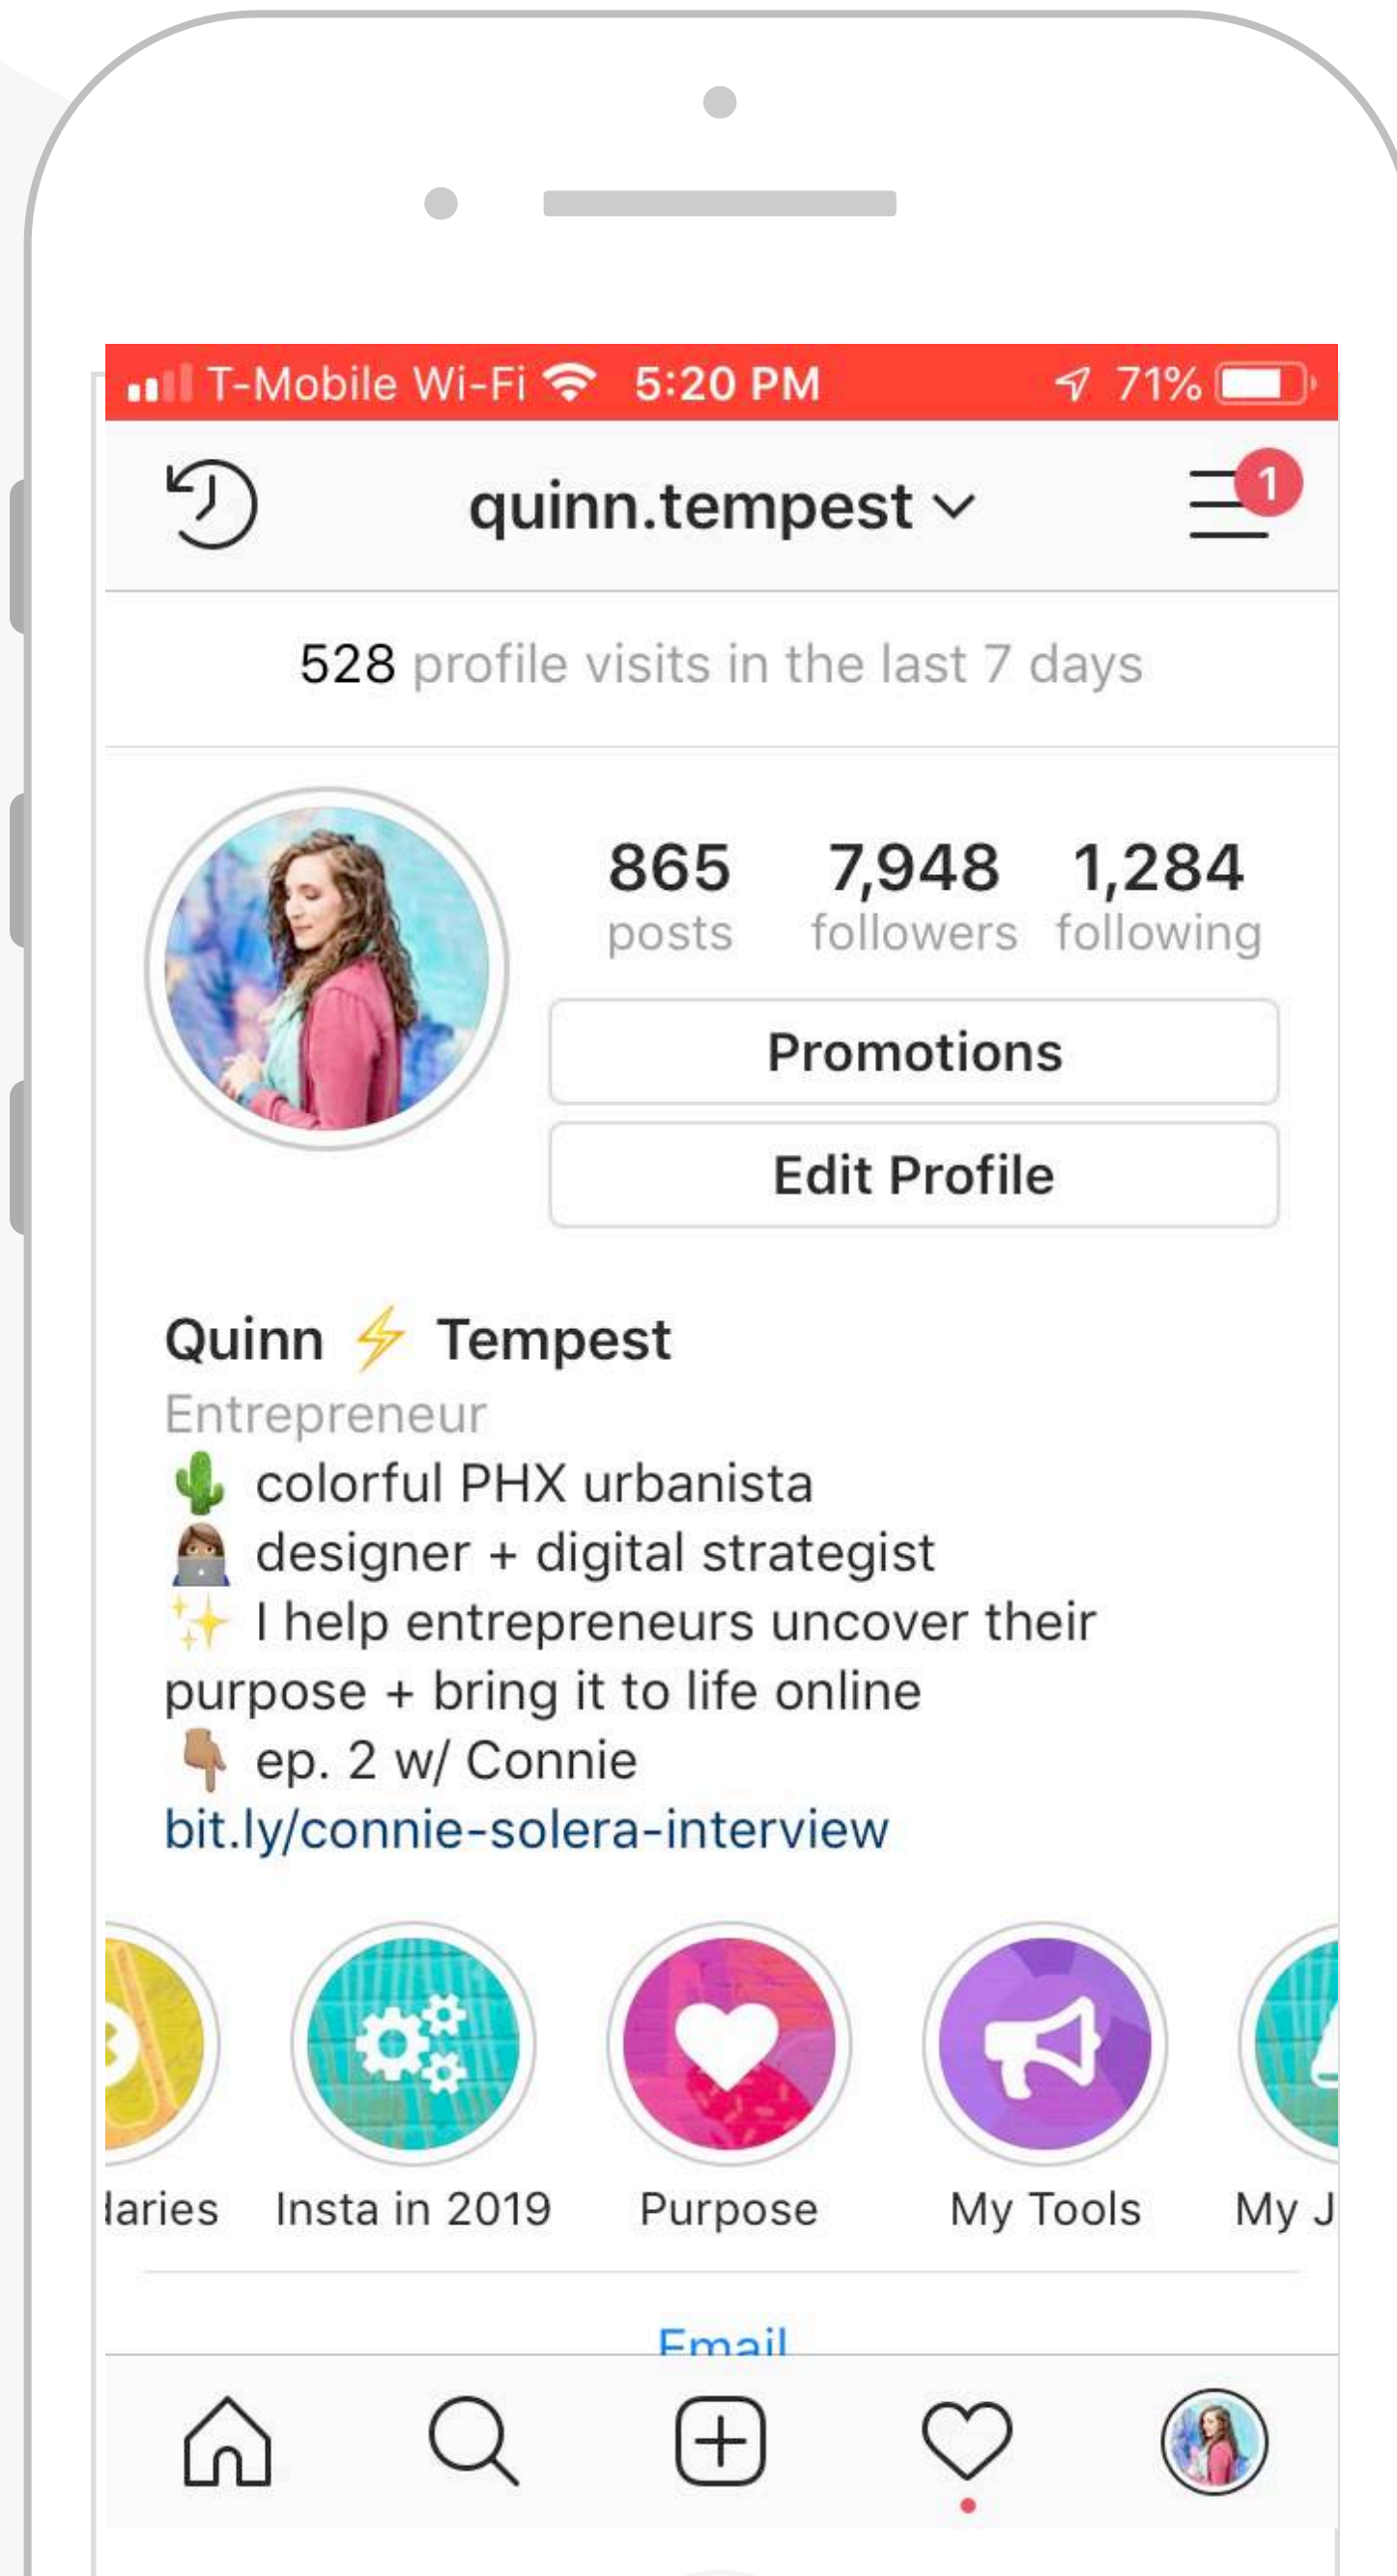 T-Mobile Wi-Fi 5:20 PM 71%
quinn.tempest
1
528 profile visits in the last 7 days
865 7,948 1,284
posts followers following
Promotions
Edit Profile
Quinn ⚡ Tempest
Entrepreneur
🌵 colorful PHX urbanista
👩🏽‍💻 designer + digital strategist
✨ I help entrepreneurs uncover their
purpose + bring it to life online
👇🏽 ep. 2 w/ Connie
bit.ly/connie-solera-interview
daries Insta in 2019 Purpose My Tools My J
Email